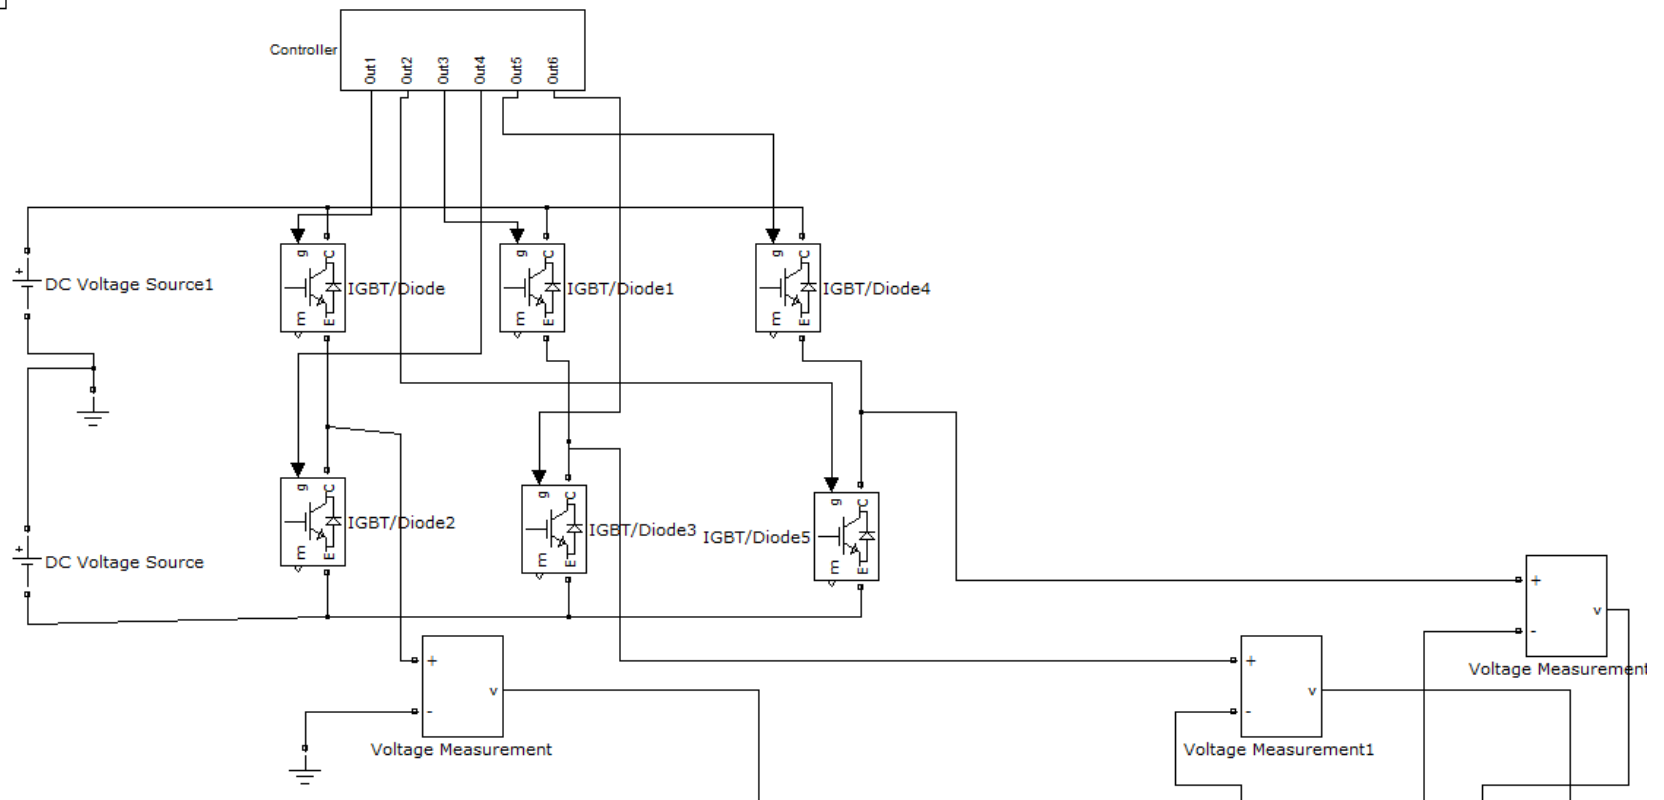 Controller
Out1
Out2
Out3
Out4
Out5
Out6
+
DC Voltage Source1
g
C
IGBT/Diode
m
E
g
C
IGBT/Diode1
m
E
g
C
IGBT/Diode4
m
E
+
DC Voltage Source
g
C
IGBT/Diode2
m
E
g
C
IGBT/Diode3
m
E
g
C
IGBT/Diode5
m
E
+
v
-
Voltage Measurement
+
v
-
Voltage Measurement1
+
v
-
Voltage Measurement